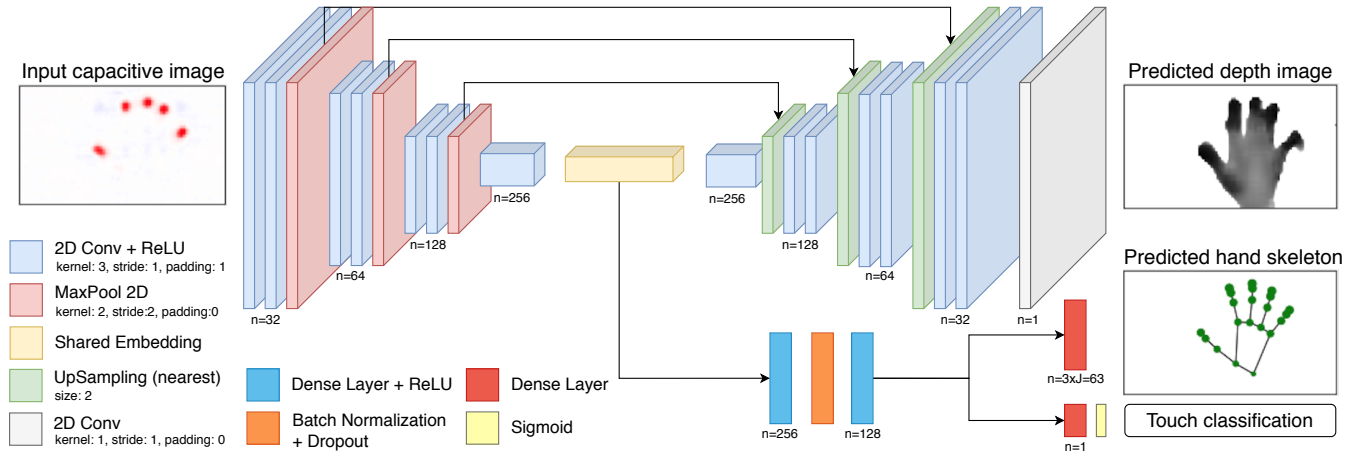 Input capacitive image
2D Conv + ReLU
kernel: 3, stride: 1, padding: 1
MaxPool 2D
kernel: 2, stride:2, padding:0
Shared Embedding
UpSampling (nearest)
size: 2
2D Conv
kernel: 1, stride: 1, padding: 0
Dense Layer + ReLU
Batch Normalization
+ Dropout
Dense Layer
Sigmoid
n=32
n=64
n=128
n=256
n=256
n=128
n=64
n=32
n=1
n=256
n=128
n=3xJ=63
n=1
Predicted depth image
Predicted hand skeleton
Touch classification